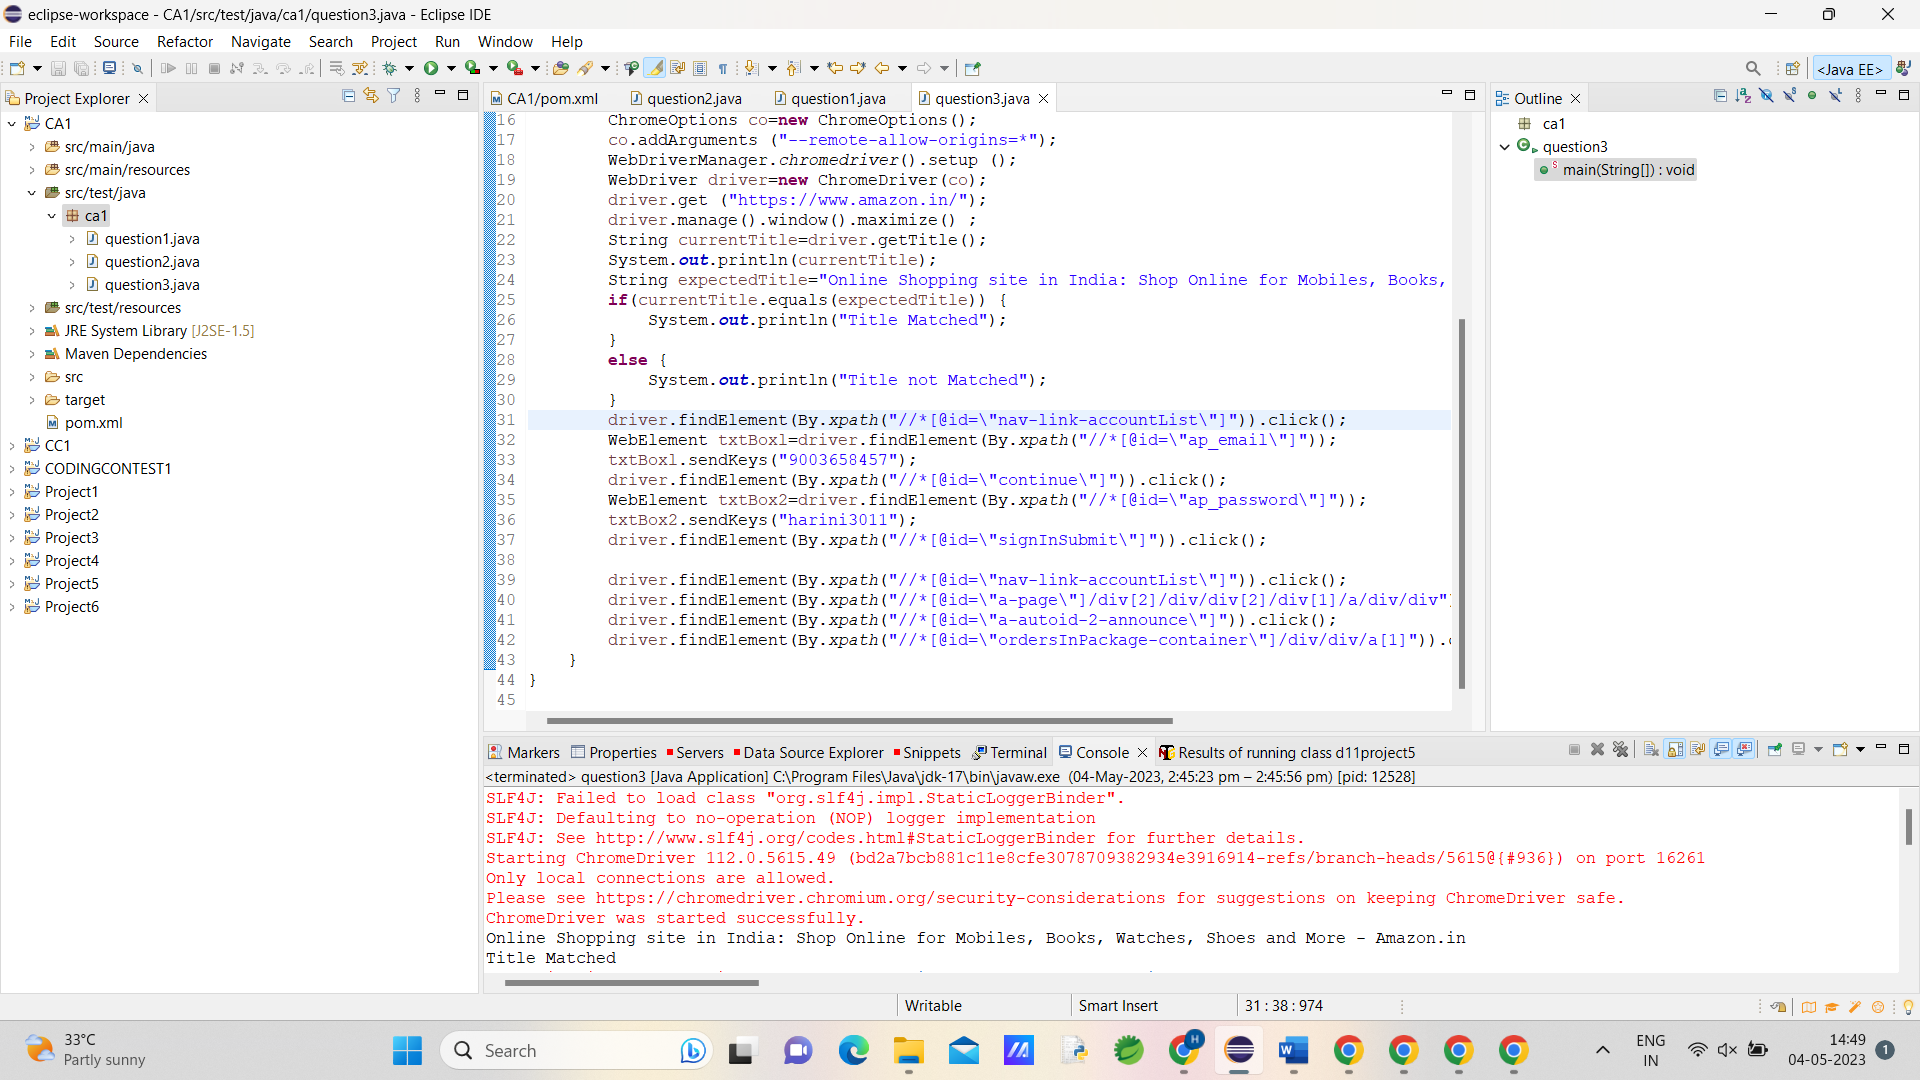 eclipse-workspace - CA1/src/test/java/ca1/question3.java - Eclipse IDE
File Edit Source Refactor Navigate Search Project Run Window Help
<Java EE>
Project Explorer
CA1
src/main/java
src/main/resources
src/test/java
ca1
question1.java
question2.java
question3.java
src/test/resources
JRE System Library [J2SE-1.5]
Maven Dependencies
src
target
pom.xml
CC1
CODINGCONTEST1
Project1
Project2
Project3
Project4
Project5
Project6
CA1/pom.xml question2.java question1.java question3.java
16 ChromeOptions co=new ChromeOptions();
17 co.addArguments ("--remote-allow-origins=*");
18 WebDriverManager.chromedriver().setup ();
19 WebDriver driver=new ChromeDriver(co);
20 driver.get ("https://www.amazon.in/");
21 driver.manage().window().maximize() ;
22 String currentTitle=driver.getTitle();
23 System.out.println(currentTitle);
24 String expectedTitle="Online Shopping site in India: Shop Online for Mobiles, Books,
25 if(currentTitle.equals(expectedTitle)) {
26 System.out.println("Title Matched");
27 }
28 else {
29 System.out.println("Title not Matched");
30 }
31 driver.findElement(By.xpath("//*[@id=\"nav-link-accountList\"]")).click();
32 WebElement txtBoxl=driver.findElement(By.xpath("//*[@id=\"ap_email\"]"));
33 txtBoxl.sendKeys("9003658457");
34 driver.findElement(By.xpath("//*[@id=\"continue\"]")).click();
35 WebElement txtBox2=driver.findElement(By.xpath("//*[@id=\"ap_password\"]"));
36 txtBox2.sendKeys("harini3011");
37 driver.findElement(By.xpath("//*[@id=\"signInSubmit\"]")).click();
38
39 driver.findElement(By.xpath("//*[@id=\"nav-link-accountList\"]")).click();
40 driver.findElement(By.xpath("//*[@id=\"a-page\"]/div[2]/div/div[2]/div[1]/a/div/div"
41 driver.findElement(By.xpath("//*[@id=\"a-autoid-2-announce\"]")).click();
42 driver.findElement(By.xpath("//*[@id=\"ordersInPackage-container\"]/div/div/a[1]")).
43 }
44 }
45
Outline
ca1
question3
main(String[]) : void
Markers Properties Servers Data Source Explorer Snippets Terminal Console Results of running class d11project5
<terminated> question3 [Java Application] C:\Program Files\Java\jdk-17\bin\javaw.exe (04-May-2023, 2:45:23 pm – 2:45:56 pm) [pid: 12528]
SLF4J: Failed to load class "org.slf4j.impl.StaticLoggerBinder".
SLF4J: Defaulting to no-operation (NOP) logger implementation
SLF4J: See http://www.slf4j.org/codes.html#StaticLoggerBinder for further details.
Starting ChromeDriver 112.0.5615.49 (bd2a7bcb881c11e8cfe3078709382934e3916914-refs/branch-heads/5615@{#936}) on port 16261
Only local connections are allowed.
Please see https://chromedriver.chromium.org/security-considerations for suggestions on keeping ChromeDriver safe.
ChromeDriver was started successfully.
Online Shopping site in India: Shop Online for Mobiles, Books, Watches, Shoes and More - Amazon.in
Title Matched
Writable Smart Insert 31 : 38 : 974
33°C
Partly sunny
Search
H
ENG
IN
14:49
04-05-2023
1